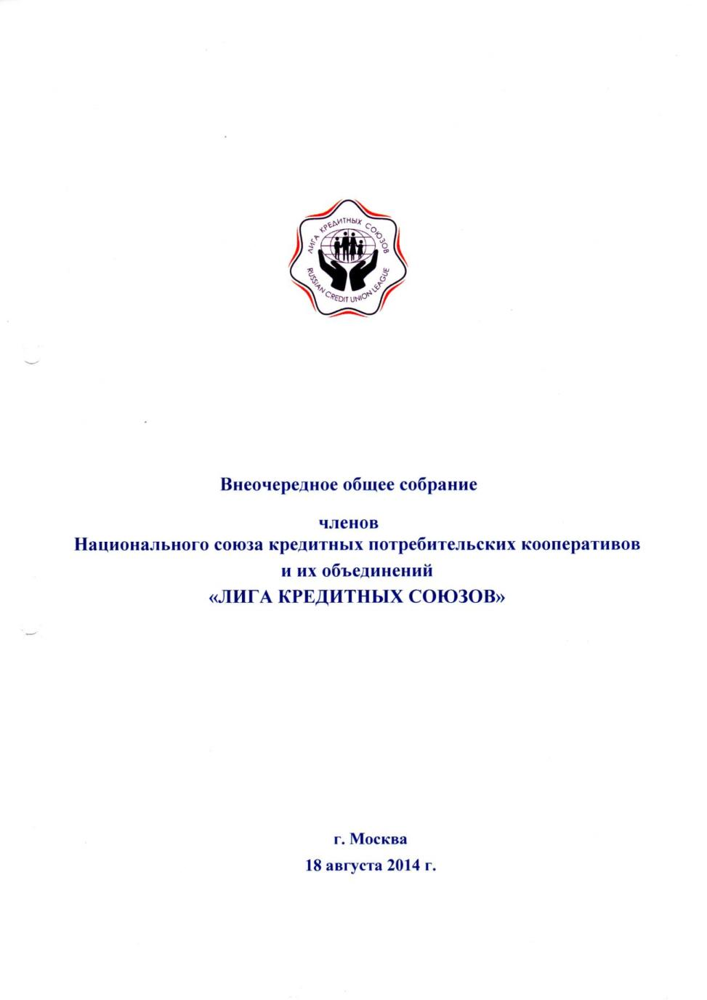 ЛИГА КРЕДИТНЫХ СОЮЗОВ
RUSSIAN CREDIT UNION LEAGUE
Внеочередное общее собрание
членов
Национального союза кредитных потребительских кооперативов
и их объединений
«ЛИГА КРЕДИТНЫХ СОЮЗОВ»
г. Москва
18 августа 2014 г.